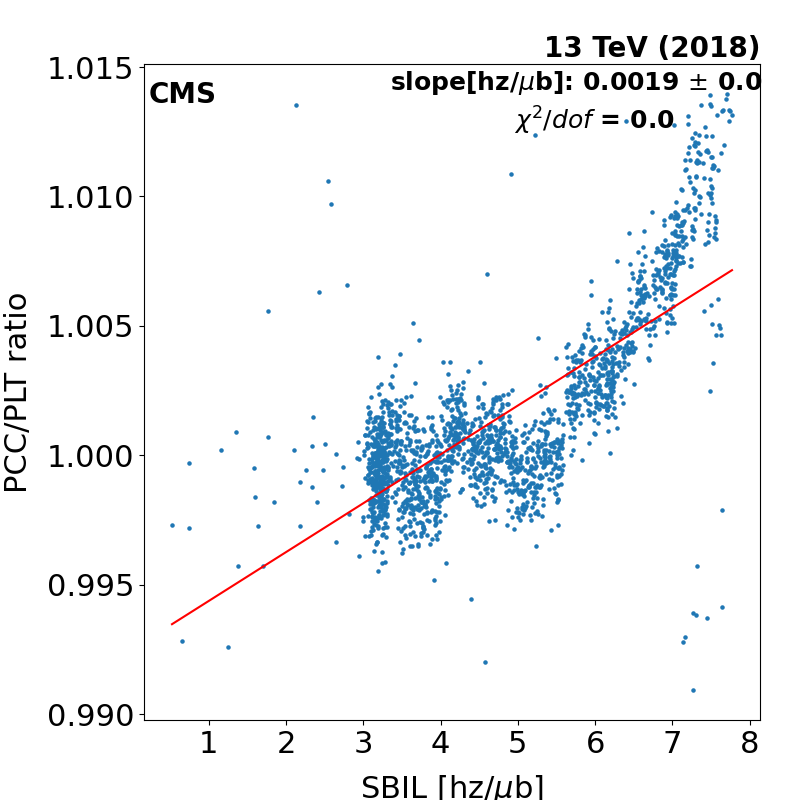 13 TeV (2018)
CMS
slope[hz/μb]: 0.0019 ± 0.0
χ²/dof = 0.0
1.015
1.010
1.005
1.000
0.995
0.990
PCC/PLT ratio
1 2 3 4 5 6 7 8
SBIL [hz/μb]